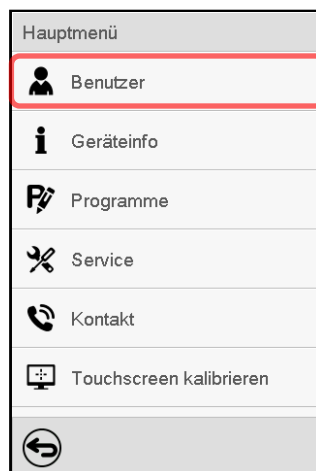 Hauptmenü
Benutzer
Geräteinfo
Programme
Service
Kontakt
Touchscreen kalibrieren